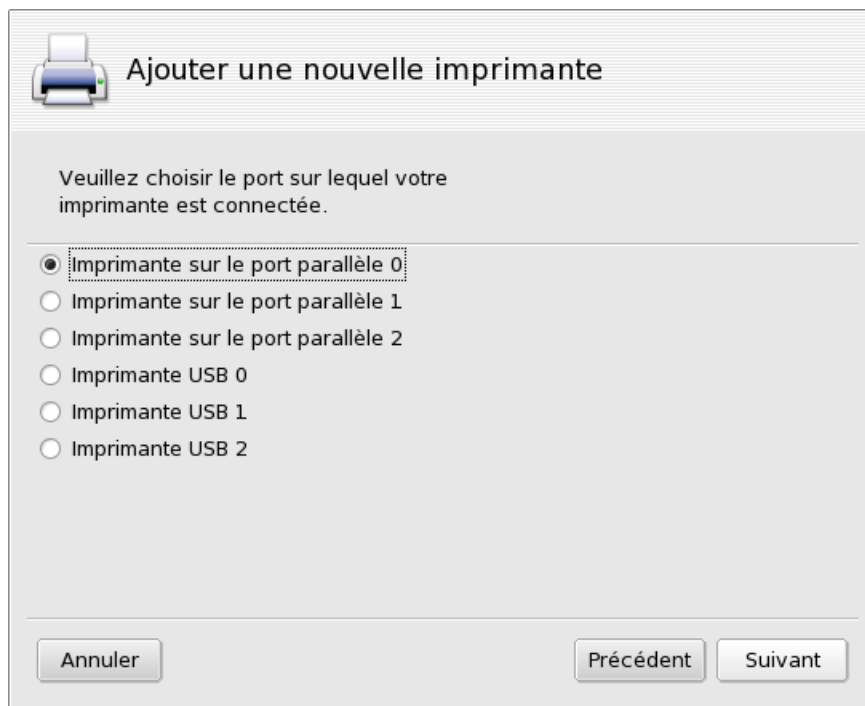 Ajouter une nouvelle imprimante
Veuillez choisir le port sur lequel votre
imprimante est connectée.
Imprimante sur le port parallèle 0
Imprimante sur le port parallèle 1
Imprimante sur le port parallèle 2
Imprimante USB 0
Imprimante USB 1
Imprimante USB 2
Annuler Précédent Suivant